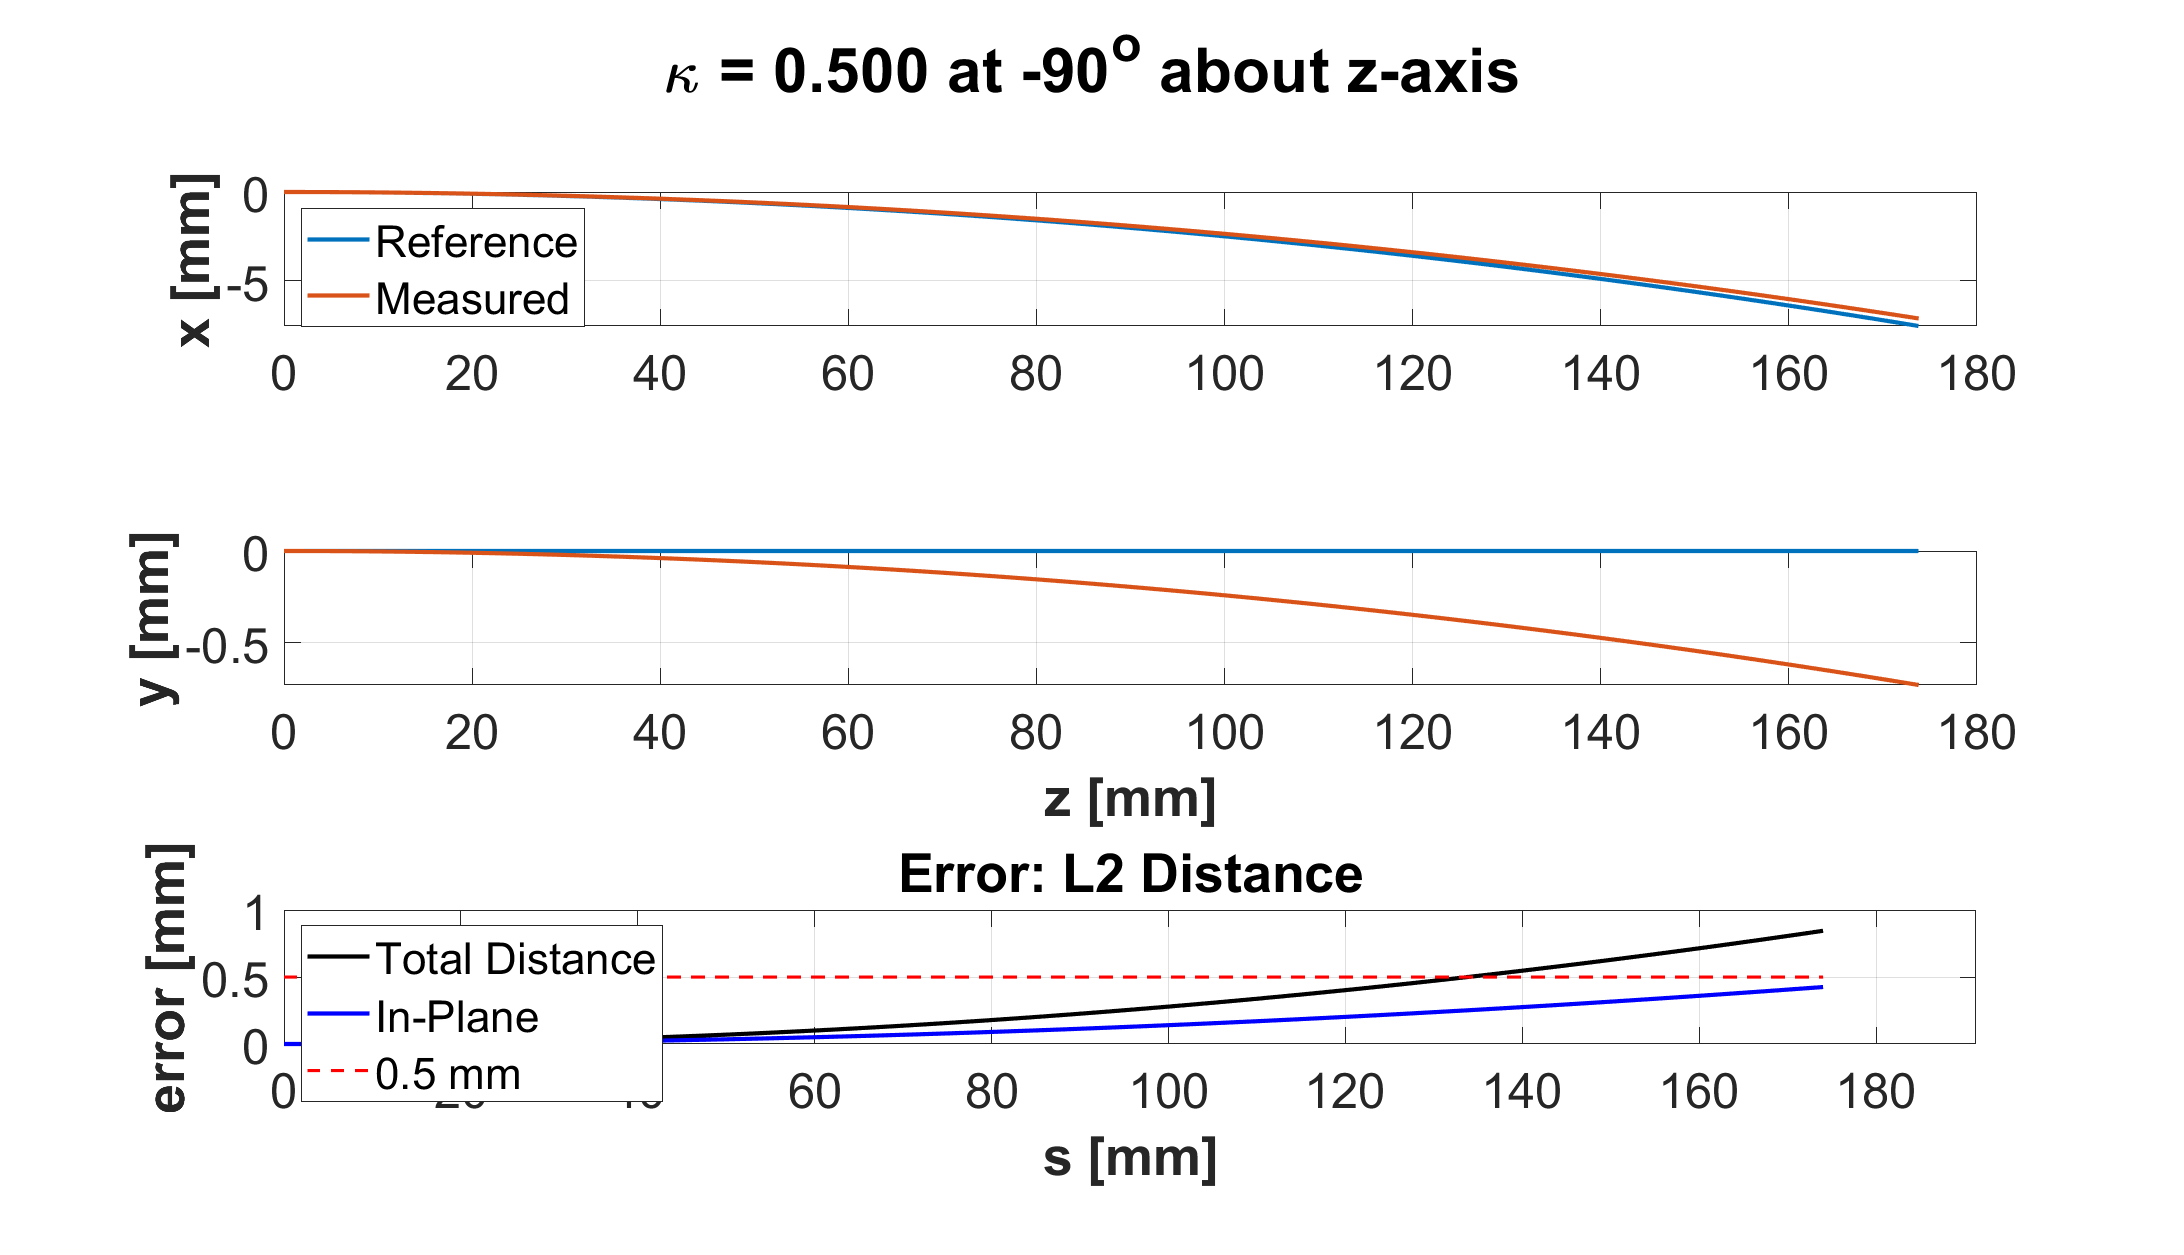 κ = 0.500 at -90° about z-axis
x [mm]
0
-5
Reference
Measured
0 20 40 60 80 100 120 140 160 180
y [mm]
0
-0.5
0 20 40 60 80 100 120 140 160 180
z [mm]
Error: L2 Distance
error [mm]
1
0.5
0
Total Distance
In-Plane
0.5 mm
0 60 80 100 120 140 160 180
s [mm]